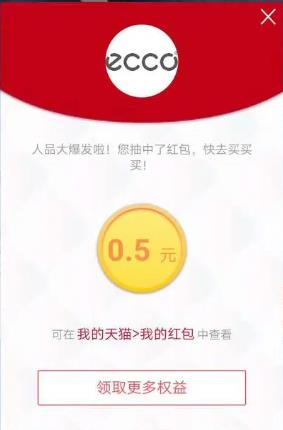 ecco
人品大爆发啦！您抽中了红包，快去买买
买！
0.5 元
可在 我的天猫>我的红包 中查看
领取更多权益